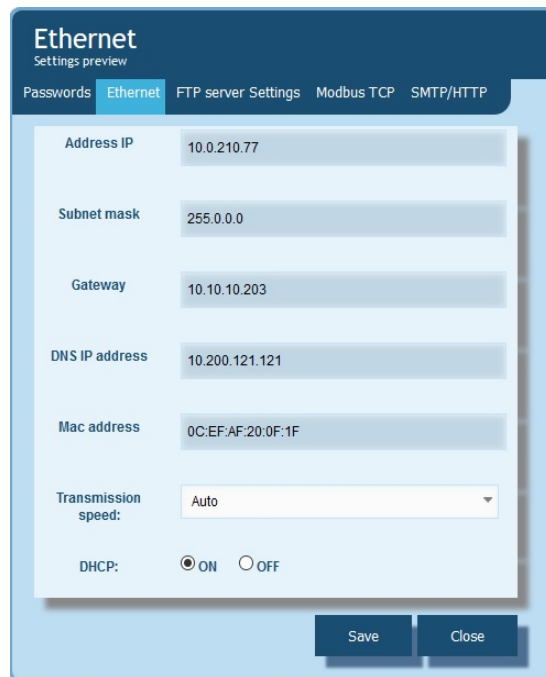 Ethernet
Settings preview
Passwords Ethernet FTP server Settings Modbus TCP SMTP/HTTP
Address IP 10.0.210.77
Subnet mask 255.0.0.0
Gateway 10.10.10.203
DNS IP address 10.200.121.121
Mac address 0C:EF:AF:20:0F:1F
Transmission
speed: Auto
DHCP: ON OFF
Save Close